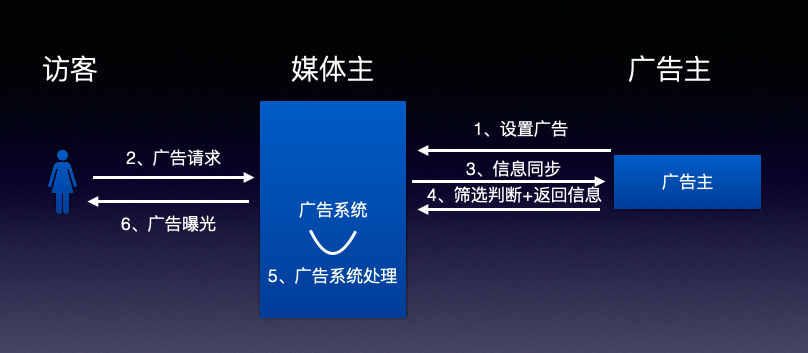 访客
媒体主
广告主
1、设置广告
2、广告请求
3、信息同步
广告主
4、筛选判断+返回信息
广告系统
6、广告曝光
5、广告系统处理